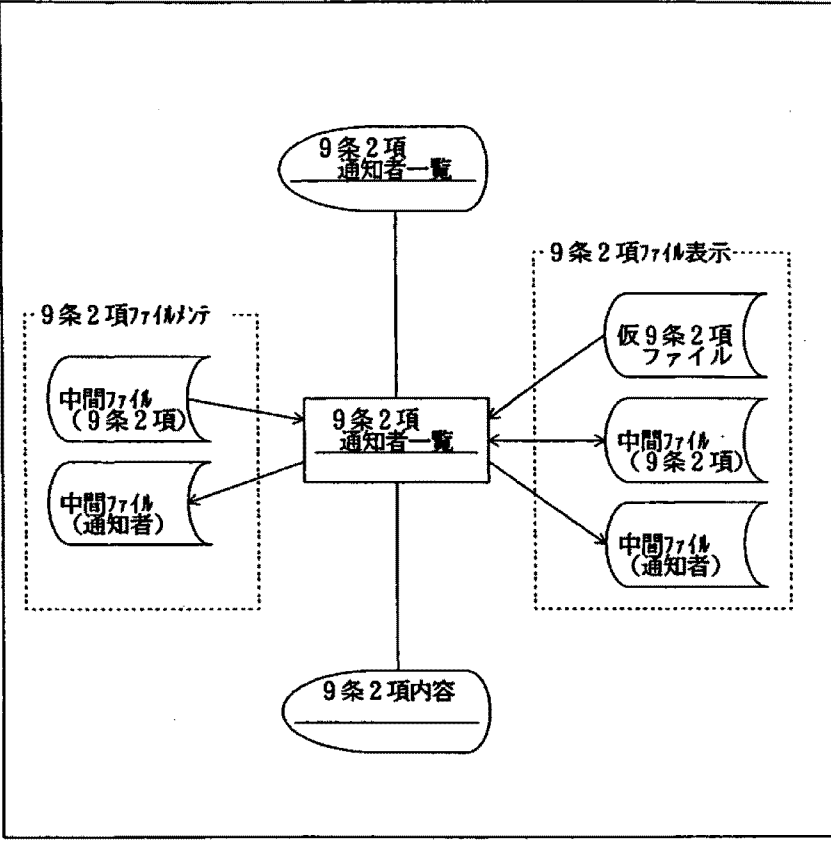 9条2項
通知者一覧
9条2項ﾌｧｲﾙ表示
9条2項ﾌｧｲﾙﾒﾝﾃ
仮9条2項
ファイル
中間ﾌｧｲﾙ
(9条2項)
9条2項
通知者一覧
中間ﾌｧｲﾙ
(9条2項)
中間ﾌｧｲﾙ
(通知者)
中間ﾌｧｲﾙ
(通知者)
9条2項内容